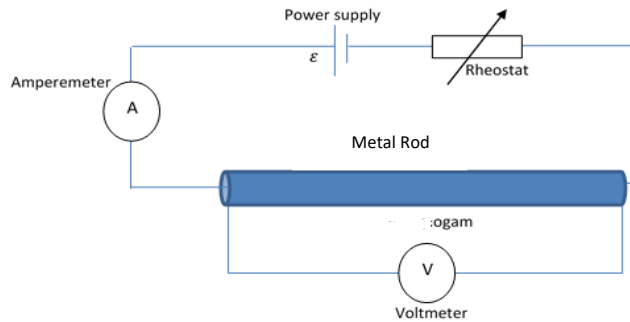 Power supply
ε
Rheostat
Amperemeter
A
Metal Rod
V
Voltmeter